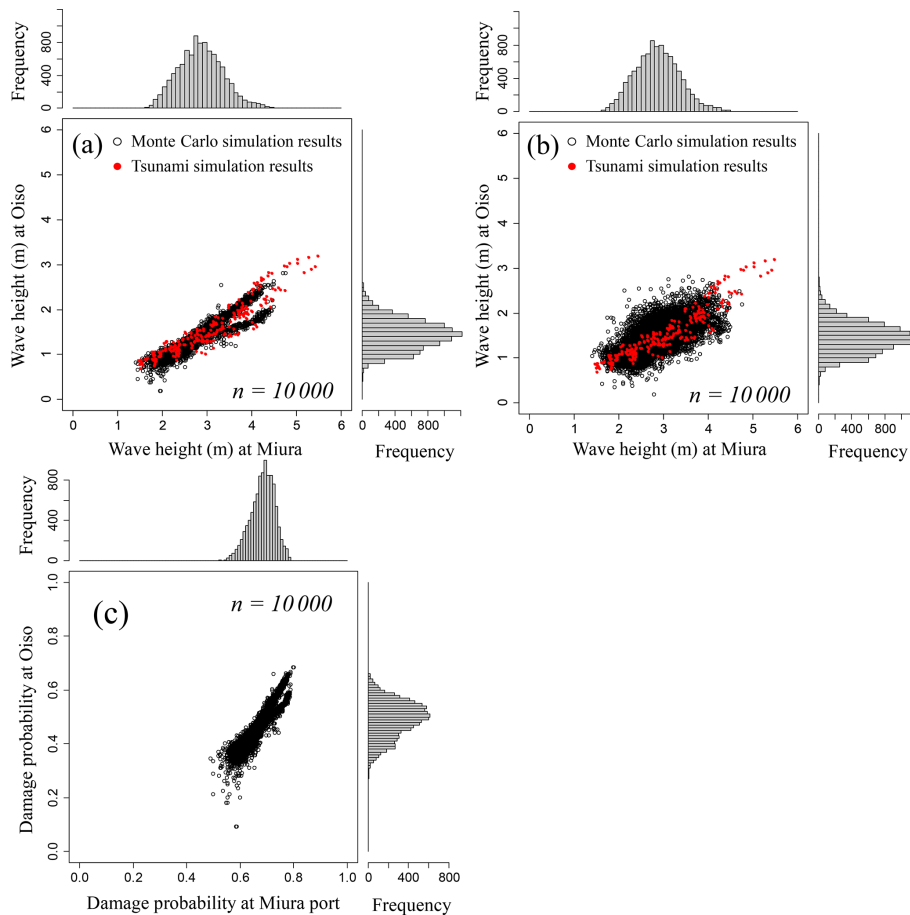 Frequency
0 400 800
Frequency
0 400 800
(a)
Monte Carlo simulation results
Tsunami simulation results
Wave height (m) at Oiso
0 1 2 3 4 5 6
n = 10 000
0 1 2 3 4 5 6
Wave height (m) at Miura
0 400 800
Frequency
(b)
Monte Carlo simulation results
Tsunami simulation results
Wave height (m) at Oiso
0 1 2 3 4 5 6
n = 10 000
0 1 2 3 4 5 6
Wave height (m) at Miura
0 400 800
Frequency
Frequency
0 400 800
(c)
n = 10 000
Damage probability at Oiso
0.0 0.2 0.4 0.6 0.8 1.0
0.0 0.2 0.4 0.6 0.8 1.0
Damage probability at Miura port
0 400 800
Frequency